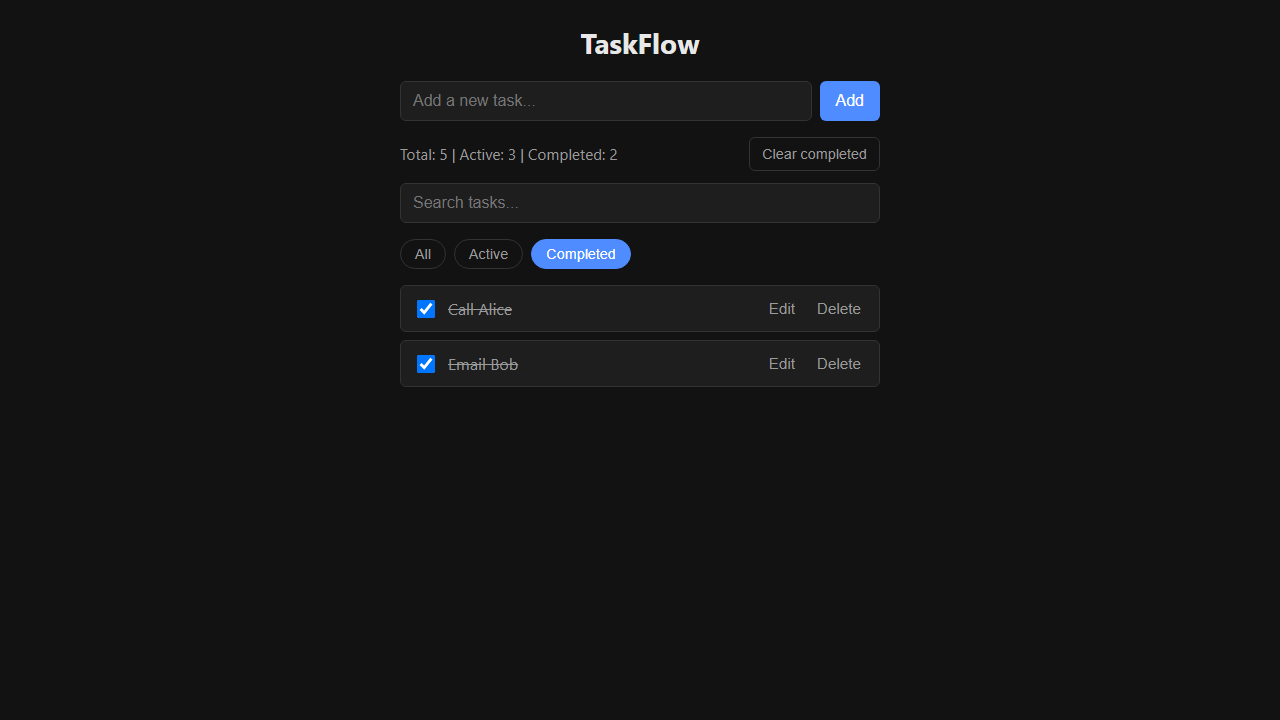 TaskFlow
Add a new task...
Add
Total: 5 | Active: 3 | Completed: 2
Clear completed
Search tasks...
All Active Completed
Call Alice Edit Delete
Email Bob Edit Delete